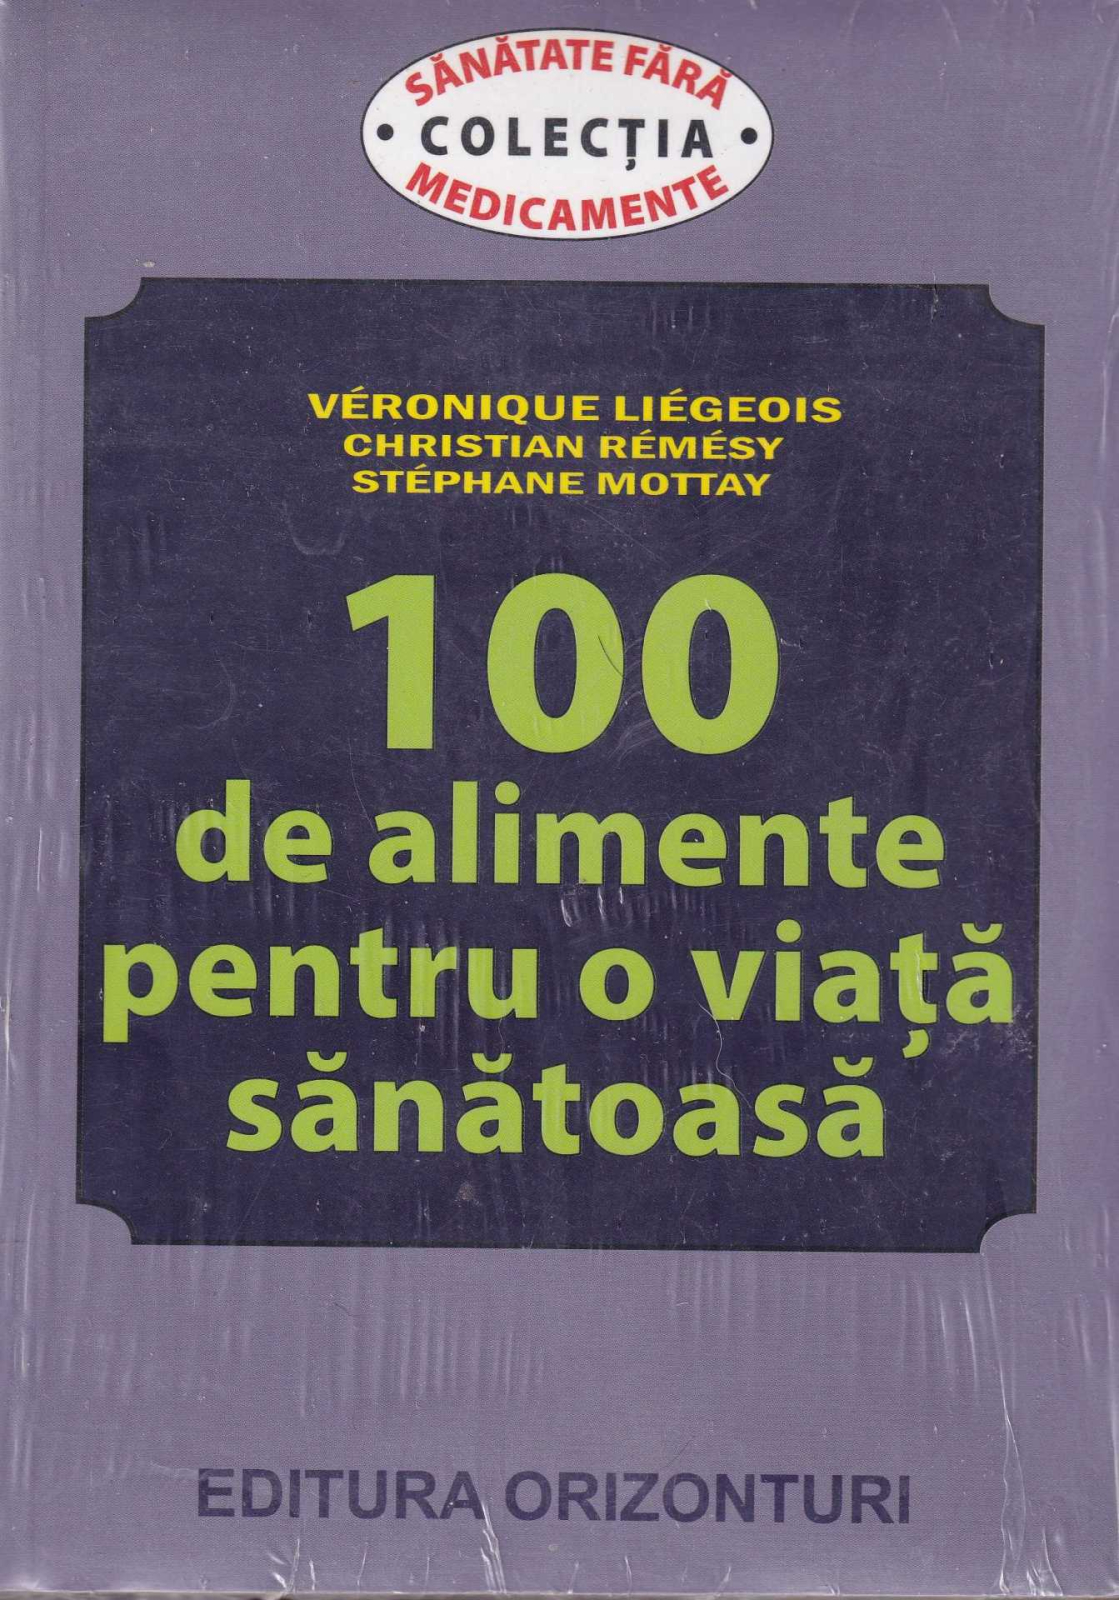 SĂNĂTATE FĂRĂ
• COLECȚIA •
MEDICAMENTE
VÉRONIQUE LIÉGEOIS
CHRISTIAN RÉMÉSY
STÉPHANE MOTTAY
100
de alimente
pentru o viață
sănătoasă
EDITURA ORIZONTURI